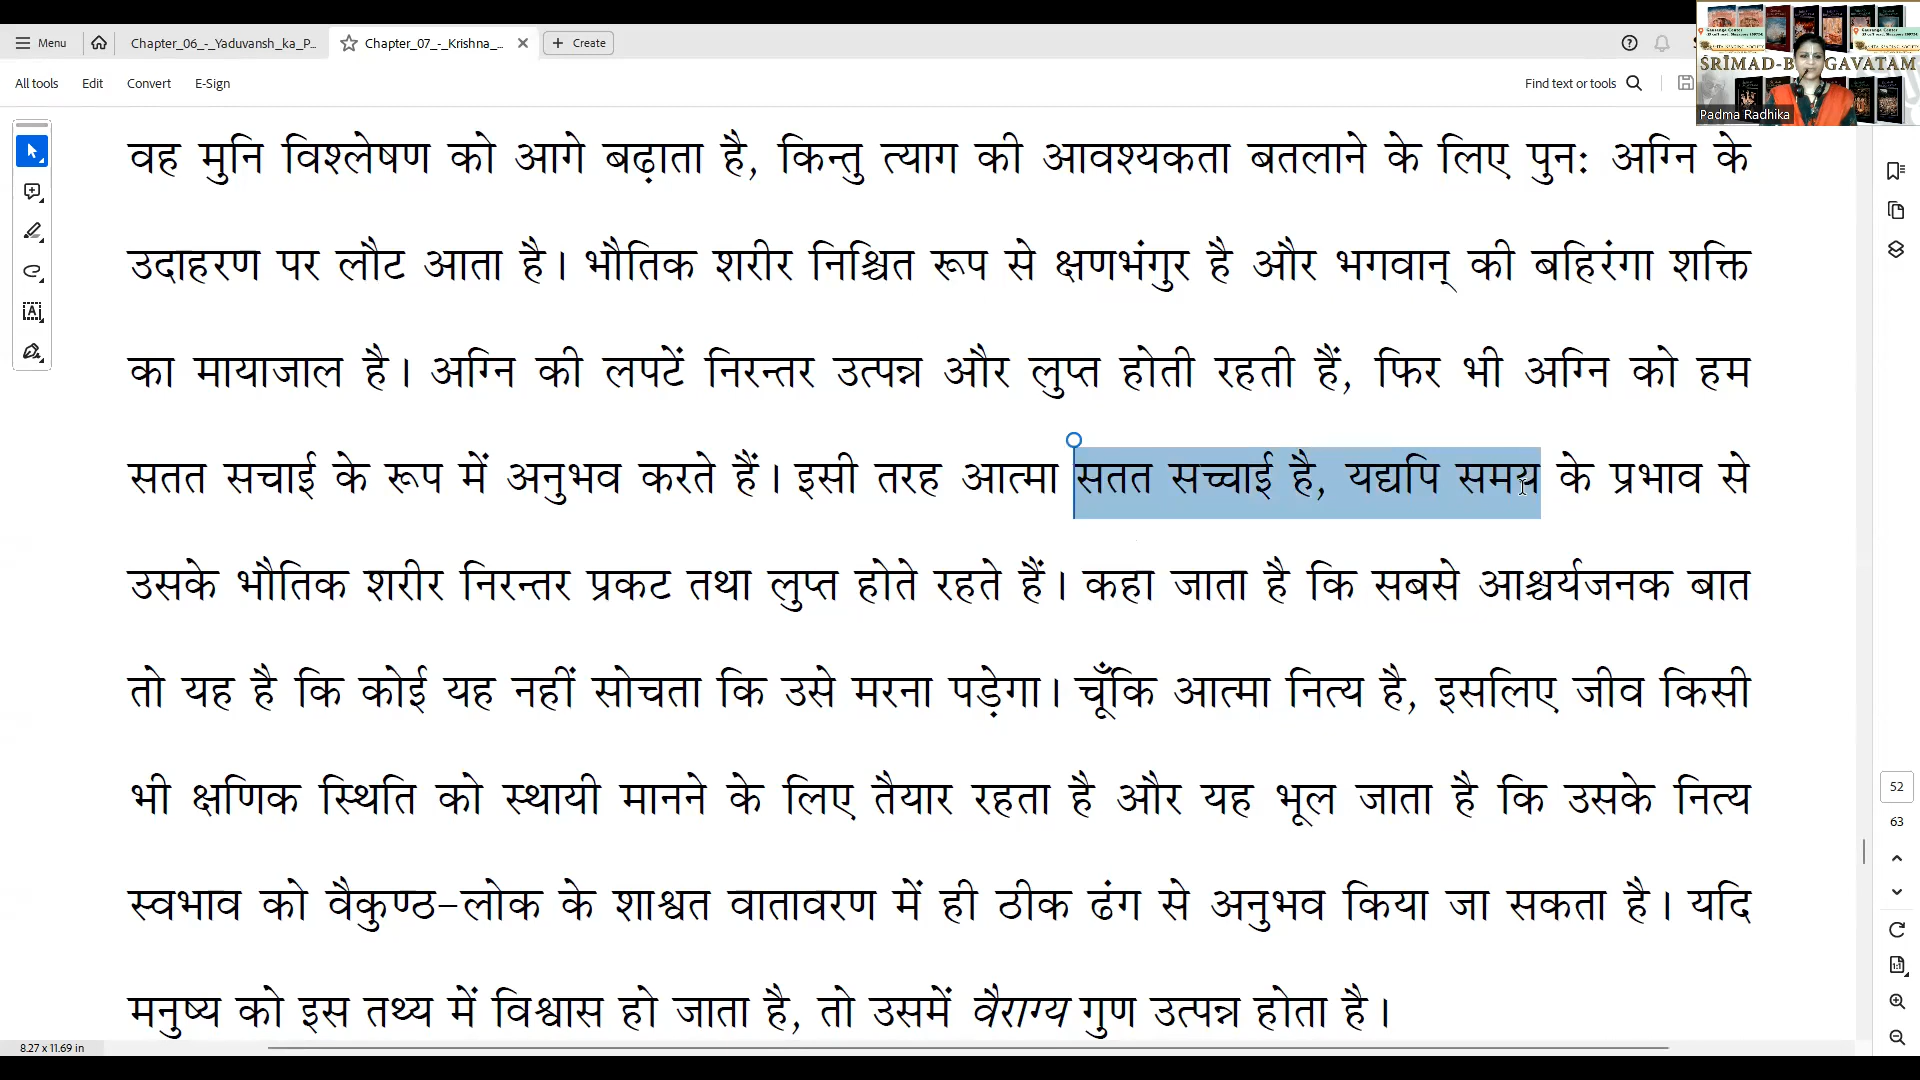 Menu
Chapter_06_-_Yaduvansh_ka_P...
Chapter_07_-_Krishna_...
Create
All tools
Edit
Convert
E-Sign
Find text or tools
ŚRĪMAD-B GAVATAM
Padma Radhika
वह मुनि विश्लेषण को आगे बढ़ाता है, किन्तु त्याग की आवश्यकता बतलाने के लिए पुनः अग्नि के
उदाहरण पर लौट आता है। भौतिक शरीर निश्चित रूप से क्षणभंगुर है और भगवान् की बहिरंगा शक्ति
का मायाजाल है। अग्नि की लपटें निरन्तर उत्पन्न और लुप्त होती रहती हैं, फिर भी अग्नि को हम
सतत सचाई के रूप में अनुभव करते हैं। इसी तरह आत्मा सतत सच्चाई है, यद्यपि समय के प्रभाव से
उसके भौतिक शरीर निरन्तर प्रकट तथा लुप्त होते रहते हैं। कहा जाता है कि सबसे आश्चर्यजनक बात
तो यह है कि कोई यह नहीं सोचता कि उसे मरना पड़ेगा। चूँकि आत्मा नित्य है, इसलिए जीव किसी
भी क्षणिक स्थिति को स्थायी मानने के लिए तैयार रहता है और यह भूल जाता है कि उसके नित्य
स्वभाव को वैकुण्ठ-लोक के शाश्वत वातावरण में ही ठीक ढंग से अनुभव किया जा सकता है। यदि
मनुष्य को इस तथ्य में विश्वास हो जाता है, तो उसमें वैराग्य गुण उत्पन्न होता है।
52
63
8.27 x 11.69 in